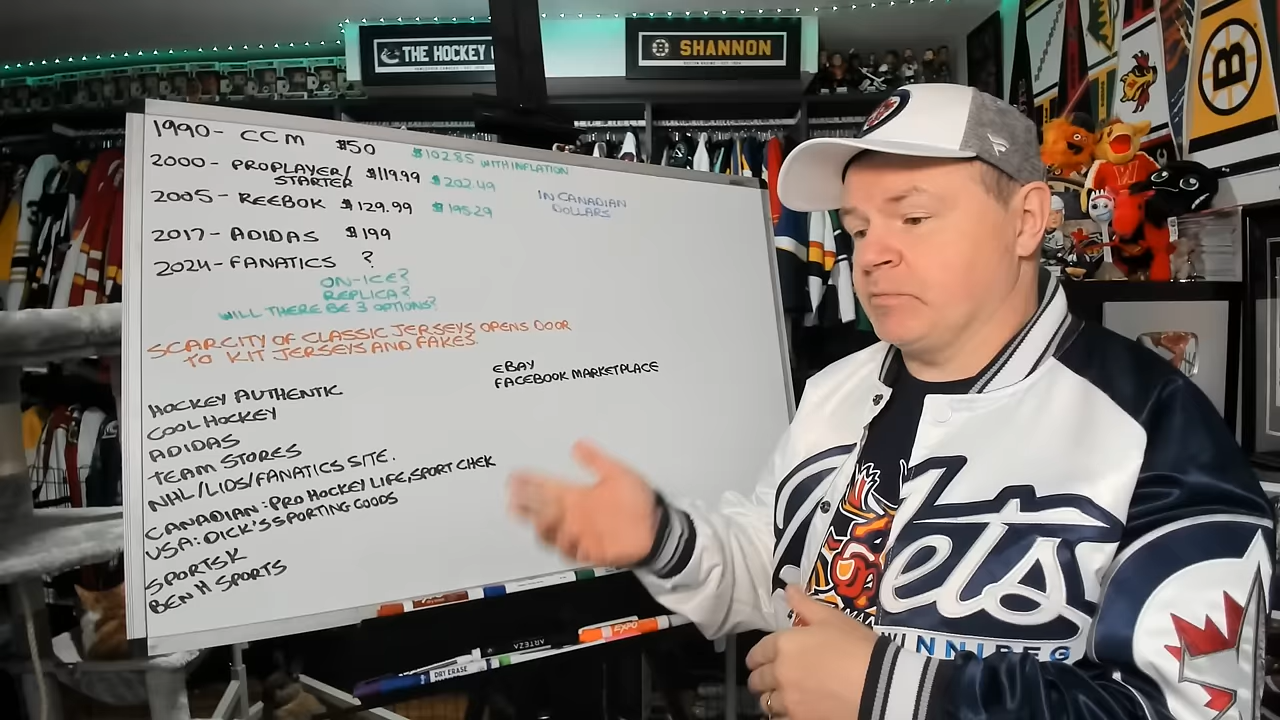 THE HOCKEY
SHANNON
1990- CCM $50 $102.85 WITH INFLATION
2000- PROPLAYER/
STARTER $119.99 $202.49
2005- REEBOK $129.99 $195.29
IN CANADIAN
DOLLARS
2017- ADIDAS $199
2024- FANATICS ?
ON-ICE?
REPLICA?
WILL THERE BE 3 OPTIONS?
SCARCITY OF CLASSIC JERSEYS OPENS DOOR
TO KIT JERSEYS AND FAKES.
EBAY
FACEBOOK MARKETPLACE
HOCKEY AUTHENTIC
COOL HOCKEY
ADIDAS
TEAM STORES
NHL/LIDS/FANATICS SITE.
CANADIAN: PRO HOCKEY LIFE, SPORT CHEK
USA: DICK'S SPORTING GOODS
SPORTSK
BEN H SPORTS
EXPO
ARTEZA
DRY ERASE
B
W
Jets
WINNIPEG